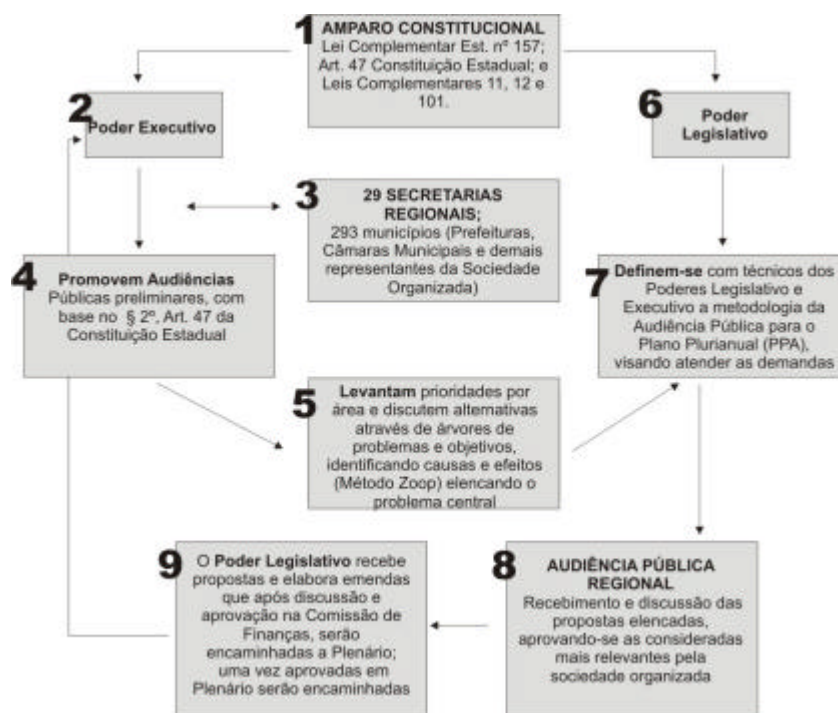 1
AMPARO CONSTITUCIONAL
Lei Complementar Est. nº 157;
Art. 47 Constituição Estadual; e
Leis Complementares 11, 12 e
101.
2
Poder Executivo
6
Poder
Legislativo
3
29 SECRETARIAS
REGIONAIS;
293 municípios (Prefeituras,
Câmaras Municipais e demais
representantes da Sociedade
Organizada)
4
Promovem Audiências
Públicas preliminares, com
base no § 2º, Art. 47 da
Constituição Estadual
7
Definem-se com técnicos dos
Poderes Legislativo e
Executivo a metodologia da
Audiência Pública para o
Plano Plurianual (PPA),
visando atender as demandas
5
Levantam prioridades por
área e discutem alternativas
através de árvores de
problemas e objetivos,
identificando causas e efeitos
(Método Zoop) elencando o
problema central
9
O Poder Legislativo recebe
propostas e elabora emendas
que após discussão e
aprovação na Comissão de
Finanças, serão
encaminhadas a Plenário;
uma vez aprovadas em
Plenário serão encaminhadas
8
AUDIÊNCIA PÚBLICA
REGIONAL
Recebimento e discussão das
propostas elencadas,
aprovando-se as consideradas
mais relevantes pela
sociedade organizada